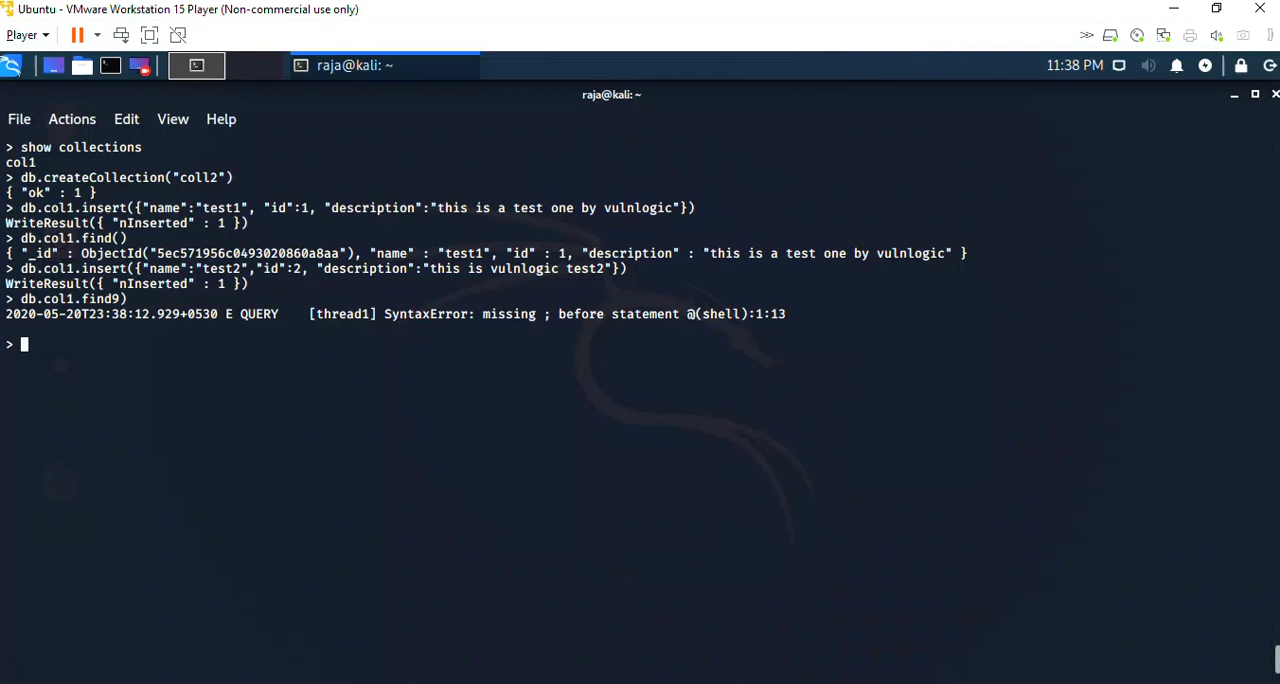 Ubuntu - VMware Workstation 15 Player (Non-commercial use only)
Player
raja@kali: ~
11:38 PM
raja@kali: ~
File Actions Edit View Help
> show collections
col1
> db.createCollection("coll2")
{ "ok" : 1 }
> db.col1.insert({"name":"test1", "id":1, "description":"this is a test one by vulnlogic"})
WriteResult({ "nInserted" : 1 })
> db.col1.find()
{ "_id" : ObjectId("5ec571956c0493020860a8aa"), "name" : "test1", "id" : 1, "description" : "this is a test one by vulnlogic" }
> db.col1.insert({"name":"test2","id":2, "description":"this is vulnlogic test2"})
WriteResult({ "nInserted" : 1 })
> db.col1.find9)
2020-05-20T23:38:12.929+0530 E QUERY    [thread1] SyntaxError: missing ; before statement @(shell):1:13
>